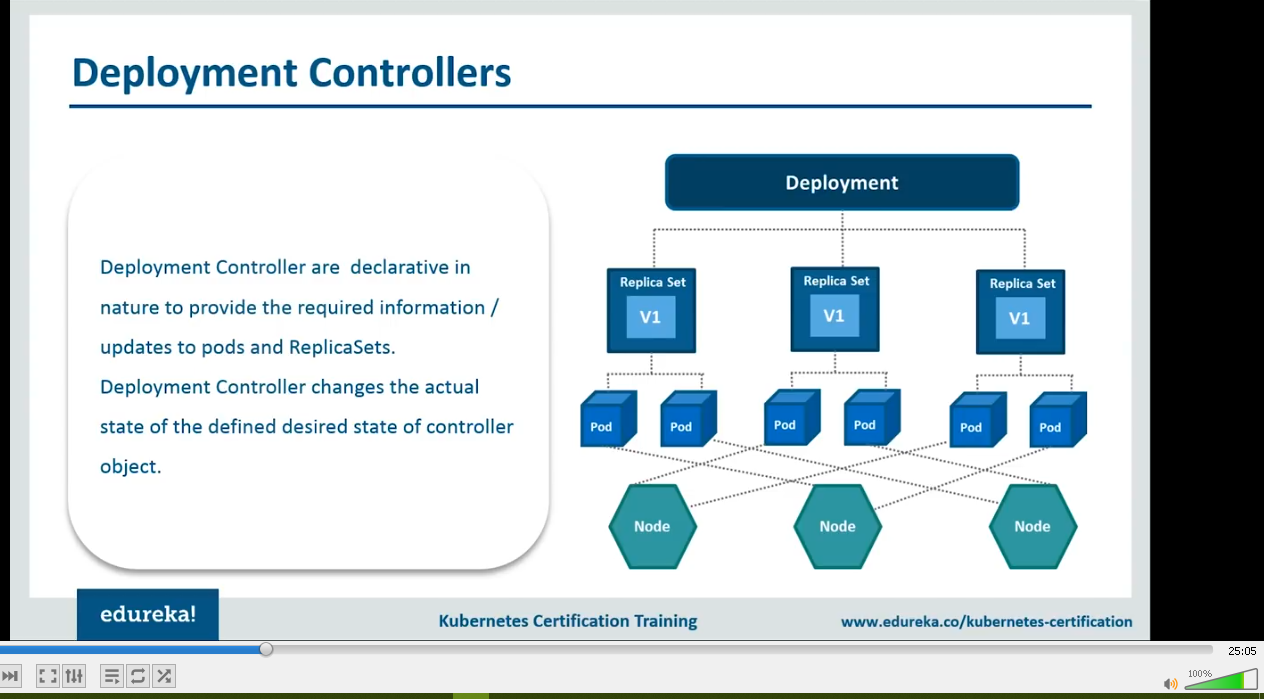 Deployment Controllers
Deployment Controller are declarative in
nature to provide the required information /
updates to pods and ReplicaSets.
Deployment Controller changes the actual
state of the defined desired state of controller
object.
Deployment
Replica Set
V1
Replica Set
V1
Replica Set
V1
Pod
Pod
Pod
Pod
Pod
Pod
Node
Node
Node
edureka!
Kubernetes Certification Training
www.edureka.co/kubernetes-certification
25:05
100%